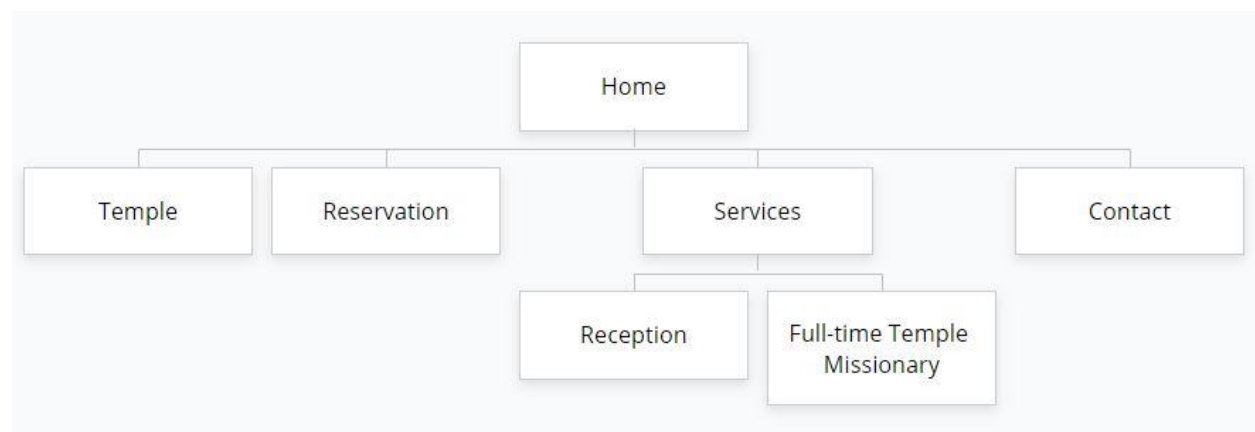 Home
Temple
Reservation
Services
Contact
Reception
Full-time Temple
Missionary